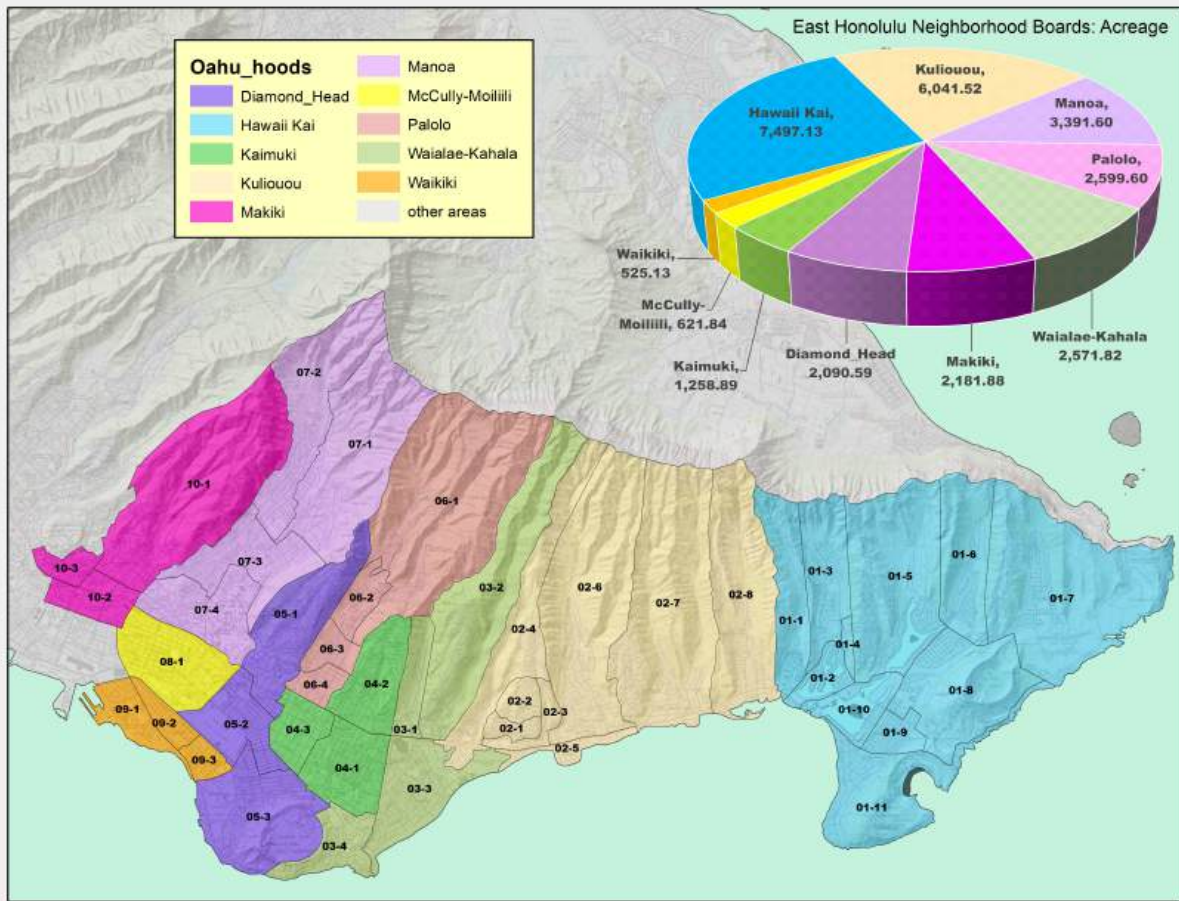 East Honolulu Neighborhood Boards: Acreage
Oahu_hoods
Diamond_Head
Hawaii Kai
Kaimuki
Kuliouou
Makiki
Manoa
McCully-Moiliili
Palolo
Waialae-Kahala
Waikiki
other areas
Kuliouou,
6,041.52
Hawaii Kai,
7,497.13
Manoa,
3,391.60
Palolo,
2,599.60
Waikiki,
525.13
McCully-
Moiliili, 621.84
Kaimuki,
1,258.89
Diamond_Head
2,090.59
Makiki,
2,181.88
Waialae-Kahala
2,571.82
07-2
07-1
10-1
06-1
10-3
10-2
07-3
07-4
05-1
06-2
03-2
02-6
02-7
02-8
01-3
01-5
01-6
01-7
01-1
01-4
02-4
08-1
06-3
06-4
04-2
01-2
01-8
09-1
09-2
05-2
04-3
03-1
02-2
02-3
02-1
01-10
01-9
09-3
04-1
02-5
03-3
05-3
03-4
01-11